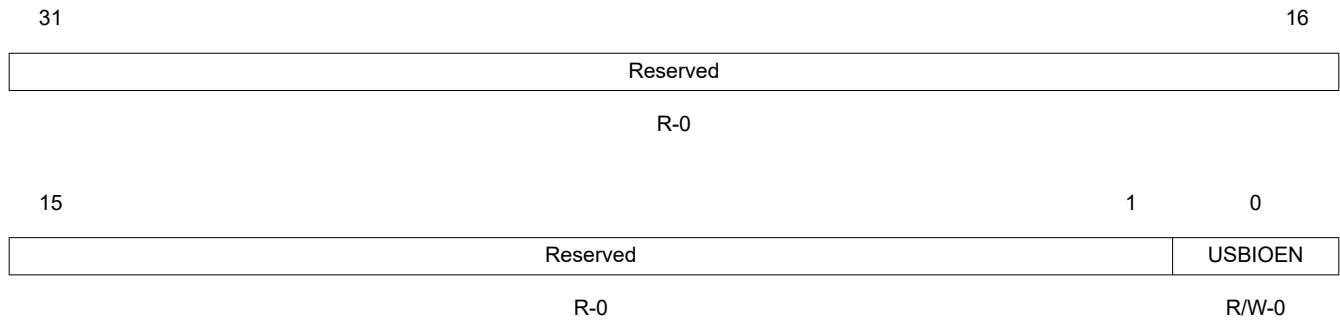 31 16
Reserved
R-0
15 1 0
Reserved USBIOEN
R-0 R/W-0